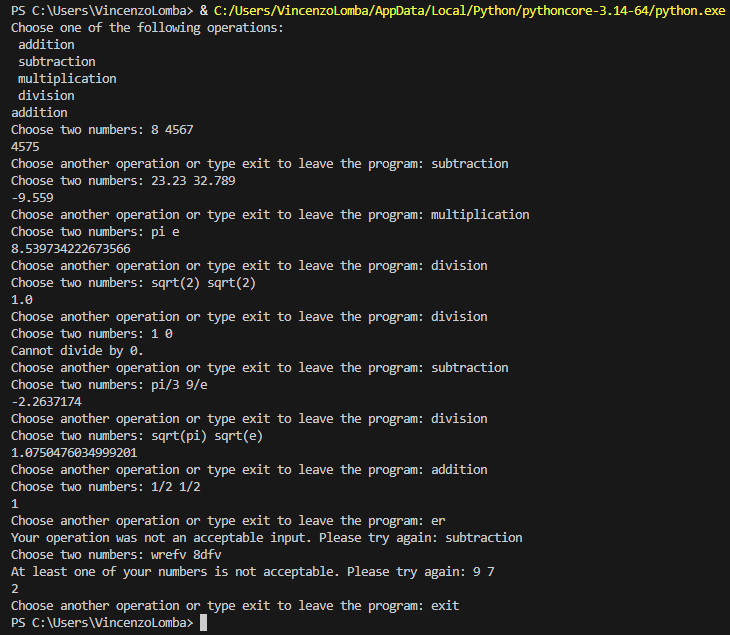 PS C:\Users\VincenzoLomba> & C:/Users/VincenzoLomba/AppData/Local/Python/pythoncore-3.14-64/python.exe
Choose one of the following operations:
 addition
 subtraction
 multiplication
 division
addition
Choose two numbers: 8 4567
4575
Choose another operation or type exit to leave the program: subtraction
Choose two numbers: 23.23 32.789
-9.559
Choose another operation or type exit to leave the program: multiplication
Choose two numbers: pi e
8.539734222673566
Choose another operation or type exit to leave the program: division
Choose two numbers: sqrt(2) sqrt(2)
1.0
Choose another operation or type exit to leave the program: division
Choose two numbers: 1 0
Cannot divide by 0.
Choose another operation or type exit to leave the program: subtraction
Choose two numbers: pi/3 9/e
-2.2637174
Choose another operation or type exit to leave the program: division
Choose two numbers: sqrt(pi) sqrt(e)
1.0750476034999201
Choose another operation or type exit to leave the program: addition
Choose two numbers: 1/2 1/2
1
Choose another operation or type exit to leave the program: er
Your operation was not an acceptable input. Please try again: subtraction
Choose two numbers: wrefv 8dfv
At least one of your numbers is not acceptable. Please try again: 9 7
2
Choose another operation or type exit to leave the program: exit
PS C:\Users\VincenzoLomba>